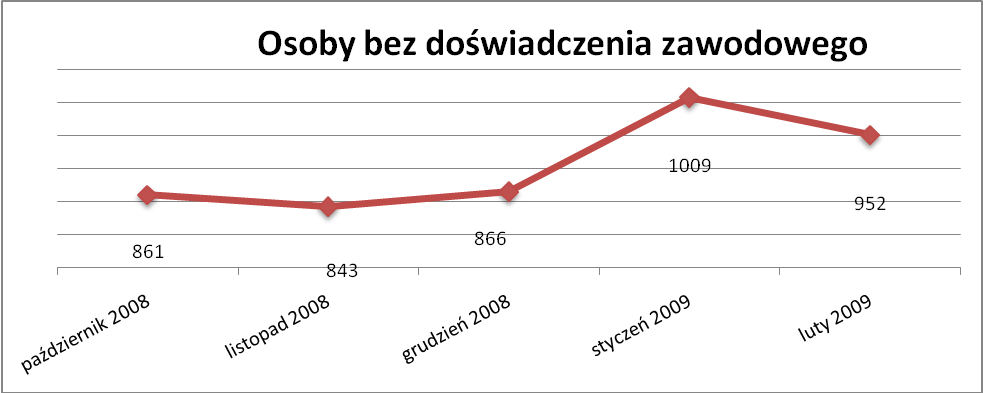 Osoby bez doświadczenia zawodowego
861
843
866
1009
952
październik 2008
listopad 2008
grudzień 2008
styczeń 2009
luty 2009